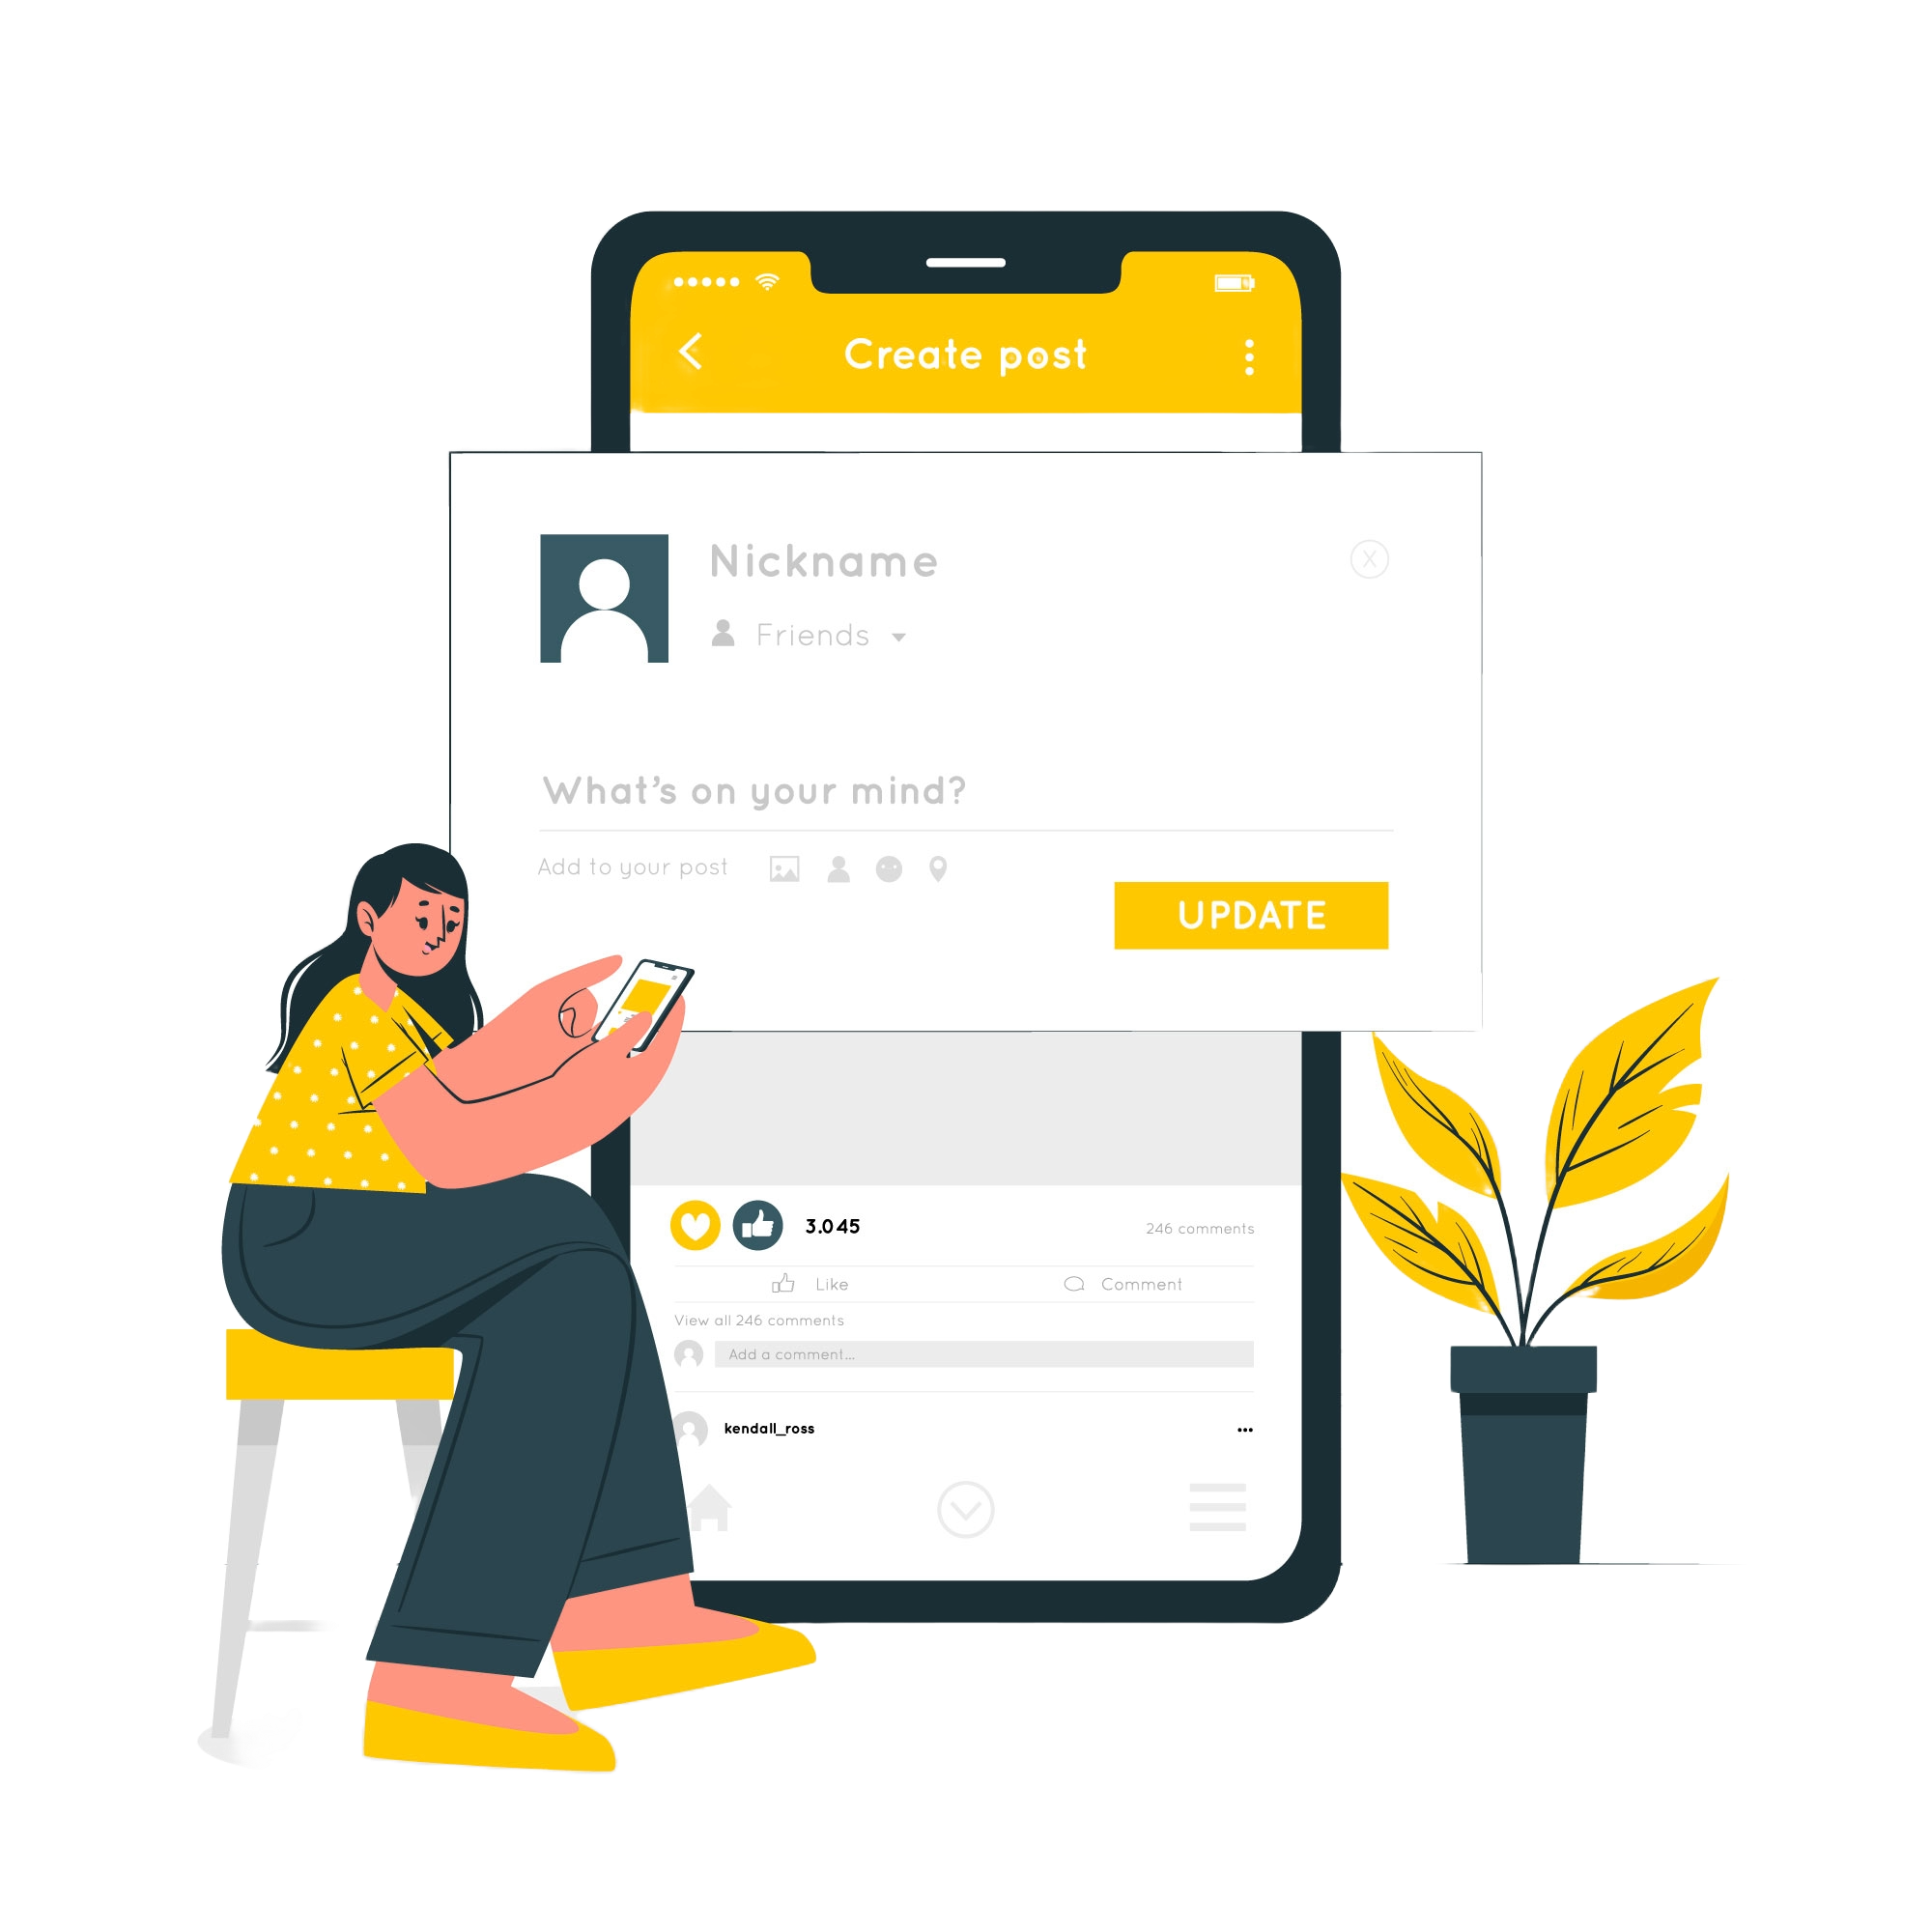 Create post
Nickname
Friends
What's on your mind?
Add to your post
UPDATE
3.045
246 comments
Like
Comment
View all 246 comments
Add a comment...
kendall_ross